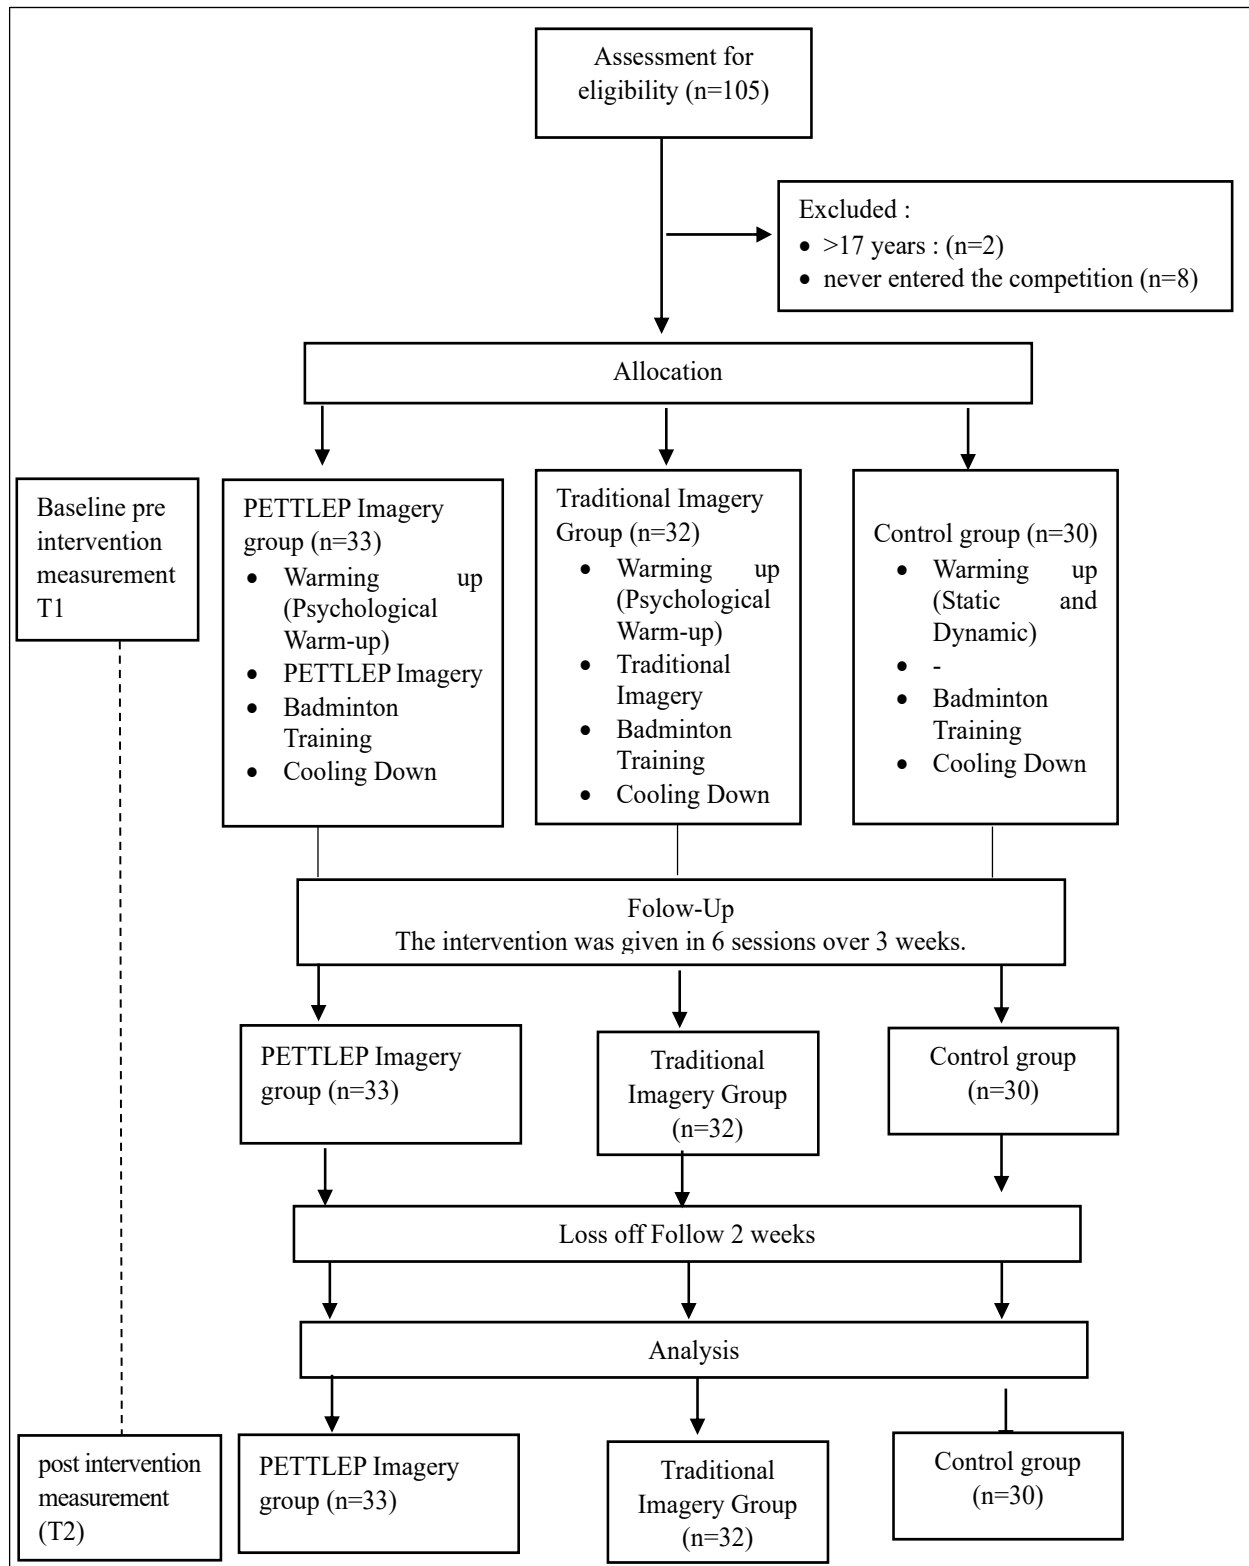 Assessment for
eligibility (n=105)
Excluded :
• >17 years : (n=2)
• never entered the competition (n=8)
Allocation
Baseline pre
intervention
measurement
T1
PETTLEP Imagery
group (n=33)
• Warming up
(Psychological
Warm-up)
• PETTLEP Imagery
• Badminton
Training
• Cooling Down
Traditional Imagery
Group (n=32)
• Warming up
(Psychological
Warm-up)
• Traditional
Imagery
• Badminton
Training
• Cooling Down
Control group (n=30)
• Warming up
(Static and
Dynamic)
• -
• Badminton
Training
• Cooling Down
Folow-Up
The intervention was given in 6 sessions over 3 weeks.
PETTLEP Imagery
group (n=33)
Traditional
Imagery Group
(n=32)
Control group
(n=30)
Loss off Follow 2 weeks
Analysis
post intervention
measurement
(T2)
PETTLEP Imagery
group (n=33)
Traditional
Imagery Group
(n=32)
Control group
(n=30)